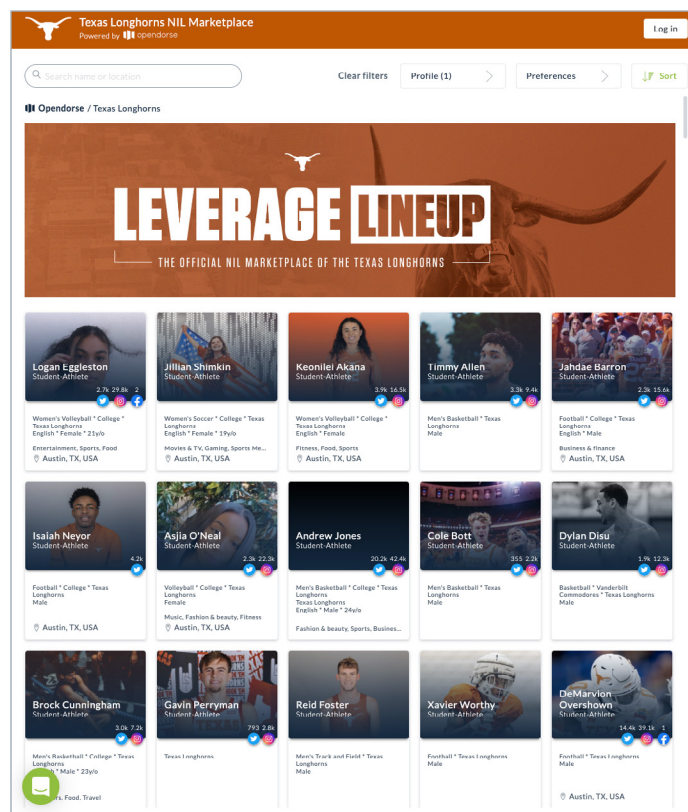 Texas Longhorns NIL Marketplace
Powered by opendorse
Log in
Search name or location
Clear filters
Profile (1)
Preferences
Sort
Opendorse / Texas Longhorns
LEVERAGE LINEUP
THE OFFICIAL NIL MARKETPLACE OF THE TEXAS LONGHORNS
Logan Eggleston
Student-Athlete
2.7k 29.8k 2
Women's Volleyball * College *
Texas Longhorns
English * Female * 21y/o
Entertainment, Sports, Food
Austin, TX, USA
Jillian Shimkin
Student-Athlete
Women's Soccer * College * Texas
Longhorns
English * Female * 19y/o
Movies & TV, Gaming, Sports Me...
Austin, TX, USA
Keonilei Akana
Student-Athlete
3.9k 16.5k
Women's Volleyball * College *
Texas Longhorns
English * Female
Fitness, Food, Sports
Austin, TX, USA
Timmy Allen
Student-Athlete
3.3k 9.4k
Men's Basketball * Texas
Longhorns
Male
Jahdae Barron
Student-Athlete
2.3k 15.6k
Football * College * Texas
Longhorns
English * Male
Business & finance
Austin, TX, USA
Isaiah Neyor
Student-Athlete
4.2k
Football * College * Texas
Longhorns
Male
Austin, TX, USA
Asjia O'Neal
Student-Athlete
2.3k 22.3k
Volleyball * College * Texas
Longhorns
Female
Music, Fashion & beauty, Fitness
Austin, TX, USA
Andrew Jones
Student-Athlete
20.2k 42.4k
Men's Basketball * College * Texas
Longhorns
Texas Longhorns
English * Male * 24y/o
Fashion & beauty, Sports, Busines...
Cole Bott
Student-Athlete
355 2.2k
Men's Basketball * Texas
Longhorns
Male
Dylan Disu
Student-Athlete
1.9k 12.3k
Basketball * Vanderbilt
Commodores * Texas Longhorns
Male
Brock Cunningham
Student-Athlete
3.0k 7.2k
Men's Basketball * College * Texas
Longhorns
* Male * 23y/o
Food, Travel
Gavin Perryman
Student-Athlete
793 2.8k
Texas Longhorns
Reid Foster
Student-Athlete
Men's Track and Field * Texas
Longhorns
Male
Xavier Worthy
Student-Athlete
Football * Texas Longhorns
Male
DeMarvion
Overshown
Student-Athlete
14.4k 39.1k 1
Football * Texas Longhorns
Male
Austin, TX, USA